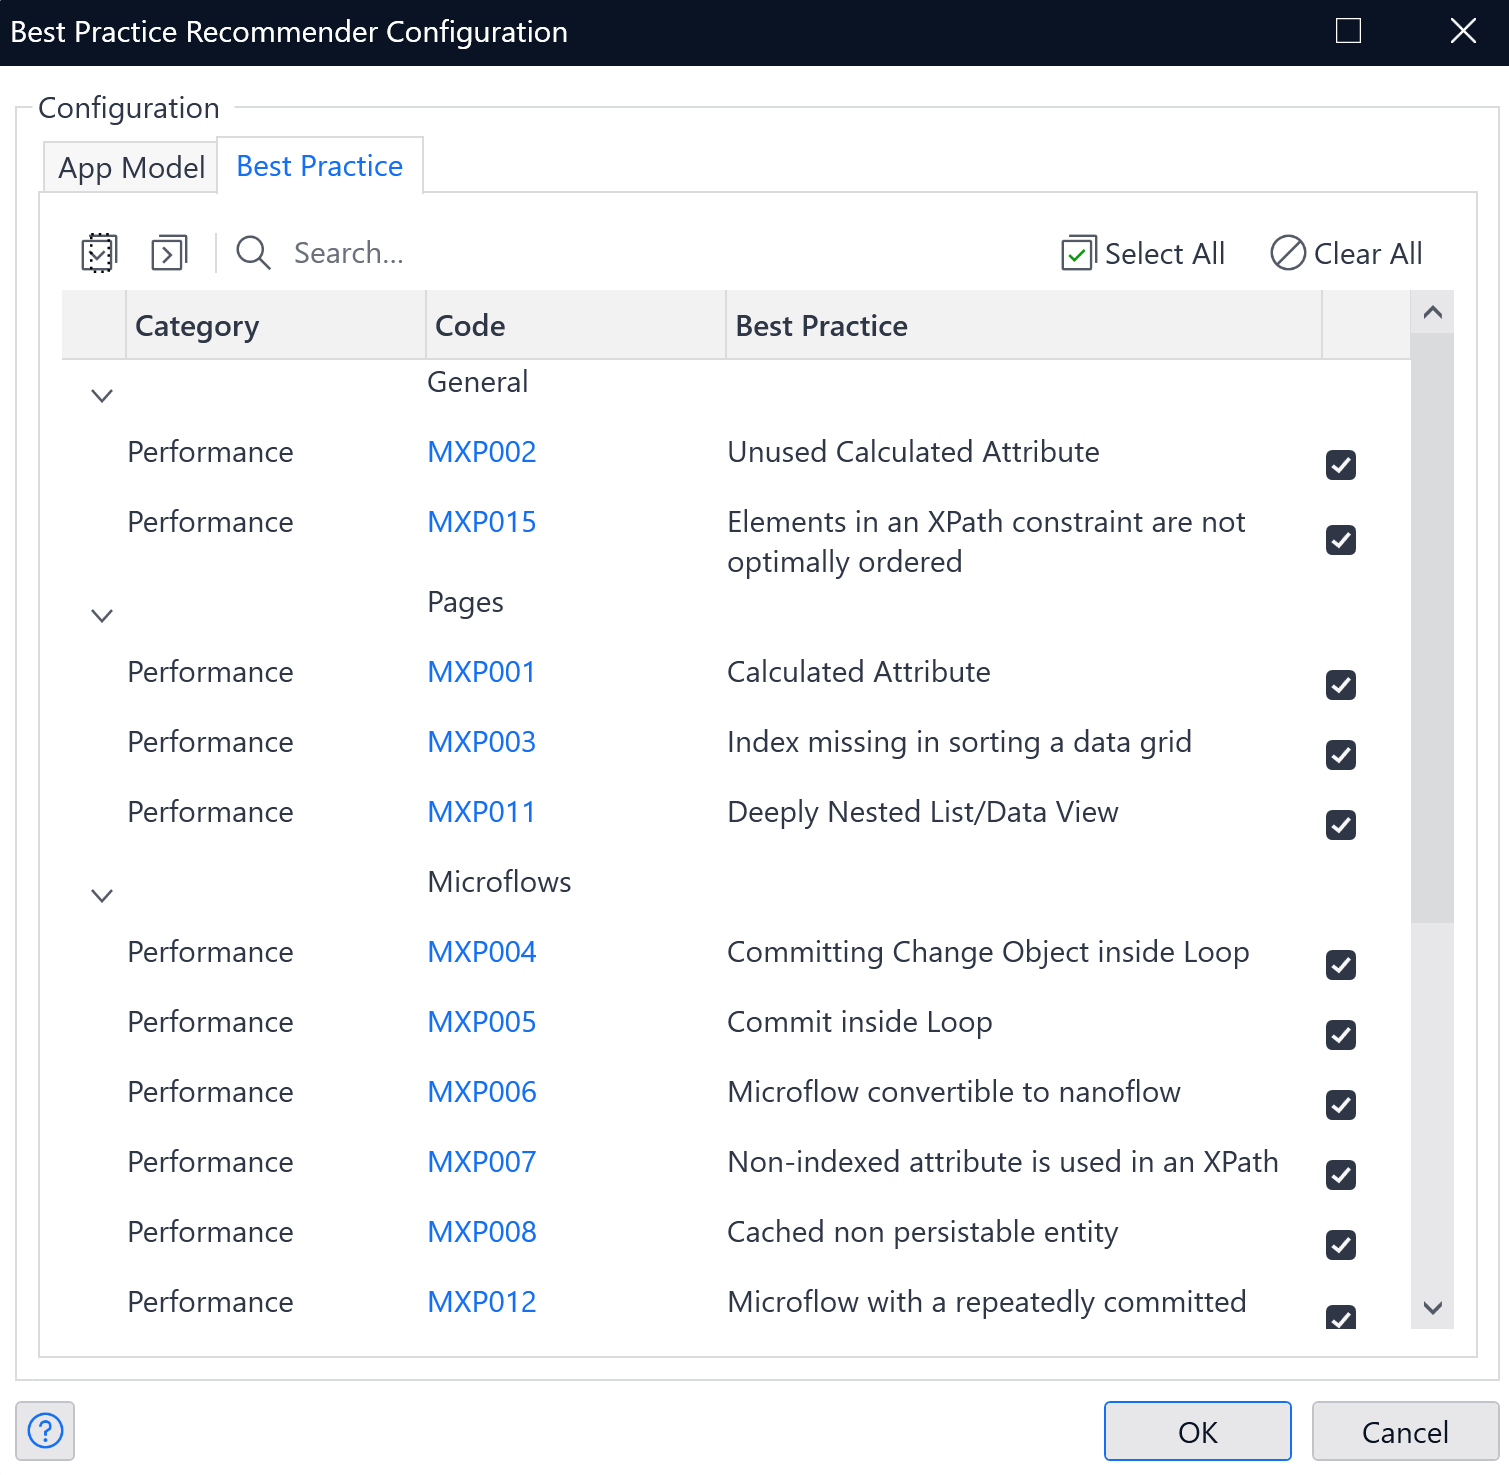 Best Practice Recommender Configuration
Configuration
App Model
Best Practice
Search...
Select All
Clear All
Category
Code
Best Practice
General
Performance MXP002 Unused Calculated Attribute
Performance MXP015 Elements in an XPath constraint are not
optimally ordered
Pages
Performance MXP001 Calculated Attribute
Performance MXP003 Index missing in sorting a data grid
Performance MXP011 Deeply Nested List/Data View
Microflows
Performance MXP004 Committing Change Object inside Loop
Performance MXP005 Commit inside Loop
Performance MXP006 Microflow convertible to nanoflow
Performance MXP007 Non-indexed attribute is used in an XPath
Performance MXP008 Cached non persistable entity
Performance MXP012 Microflow with a repeatedly committed
?
OK
Cancel